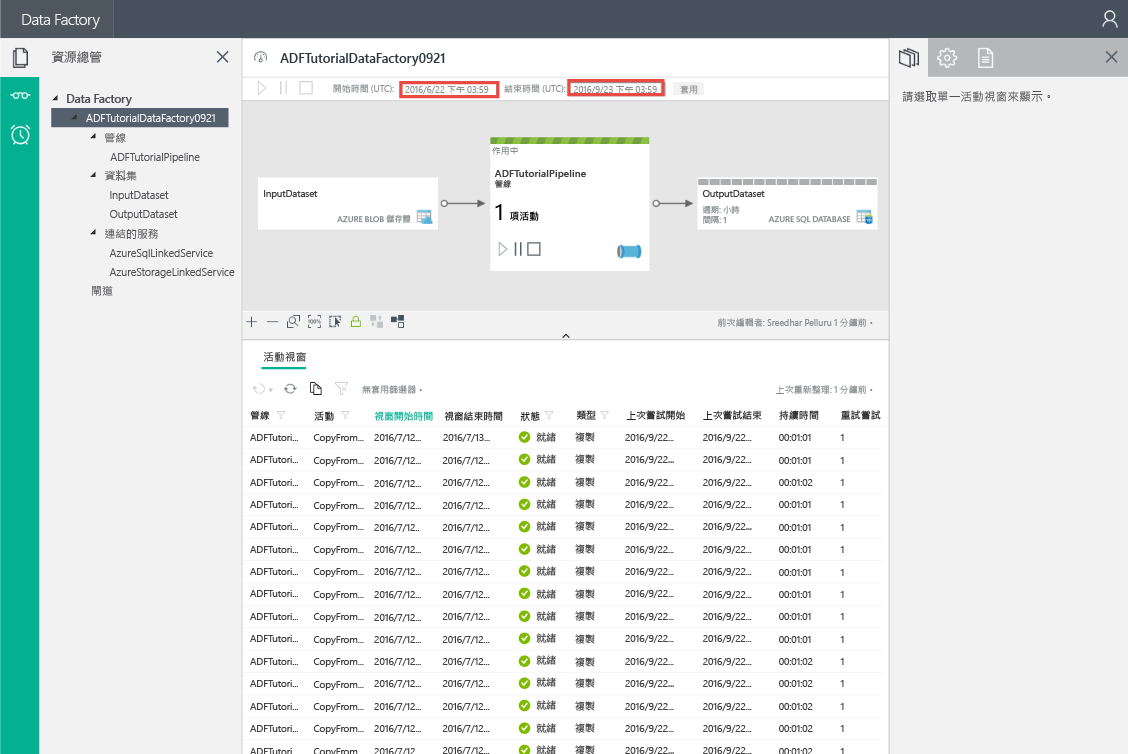 Data Factory
資源總管
Data Factory
ADFTutorialDataFactory0921
管線
ADFTutorialPipeline
資料集
InputDataset
OutputDataset
連結的服務
AzureSqlLinkedService
AzureStorageLinkedService
閘道
ADFTutorialDataFactory0921
開始時間 (UTC): 2016/6/22 下午 03:59 結束時間 (UTC): 2016/9/23 下午 03:59 套用
InputDataset
AZURE BLOB 儲存體
作用中
ADFTutorialPipeline
管線
1 項活動
OutputDataset
週期: 小時
間隔: 1
AZURE SQL DATABASE
100%
前次編輯者: Sreedhar Pelluru 1 分鐘前。
活動視窗
無套用篩選器。
上次重新整理: 1 分鐘前。
管線 活動 視窗開始時間 視窗結束時間 狀態 類型 上次嘗試開始 上次嘗試結束 持續時間 重試嘗試
ADFTutori... CopyFrom... 2016/7/12... 2016/7/13... 就緒 複製 2016/9/22... 2016/9/22... 00:01:01 1
ADFTutori... CopyFrom... 2016/7/12... 2016/7/12... 就緒 複製 2016/9/22... 2016/9/22... 00:01:01 1
ADFTutori... CopyFrom... 2016/7/12... 2016/7/12... 就緒 複製 2016/9/22... 2016/9/22... 00:01:02 1
ADFTutori... CopyFrom... 2016/7/12... 2016/7/12... 就緒 複製 2016/9/22... 2016/9/22... 00:01:01 1
ADFTutori... CopyFrom... 2016/7/12.. 2016/7/12... 就緒 複製 2016/9/22... 2016/9/22... 00:01:01 1
ADFTutori... CopyFrom... 2016/7/12... 2016/7/12... 就緒 複製 2016/9/22... 2016/9/22... 00:01:01 1
ADFTutori... CopyFrom... 2016/7/12... 2016/7/12... 就緒 複製 2016/9/22... 2016/9/22... 00:01:01 1
ADFTutori... CopyFrom... 2016/7/12... 2016/7/12... 就緒 複製 2016/9/22... 2016/9/22... 00:01:02 1
ADFTutori... CopyFrom... 2016/7/12... 2016/7/12... 就緒 複製 2016/9/22... 2016/9/22... 00:01:01 1
ADFTutori... CopyFrom... 2016/7/12... 2016/7/12... 就緒 複製 2016/9/22... 2016/9/22... 00:01:01 1
ADFTutori... CopyFrom... 2016/7/12... 2016/7/12... 就緒 複製 2016/9/22... 2016/9/22... 00:01:02 1
ADFTutori... CopyFrom... 2016/7/12... 2016/7/12... 就緒 複製 2016/9/22... 2016/9/22... 00:01:02 1
ADFTutori... CopyFrom... 2016/7/12... 2016/7/12... 就緒 複製 2016/9/22... 2016/9/22... 00:01:02 1
ADFTutori... CopyFrom... 2016/7/12... 2016/7/12... 就緒 複製 2016/9/22... 2016/9/22... 00:01:02 1
ADFTutori... CopyFrom... 2016/7/12 2016/7/12... 就緒 複製 2016/9/22... 2016/9/22... 00:01:01 1
請選取單一活動視窗來顯示。